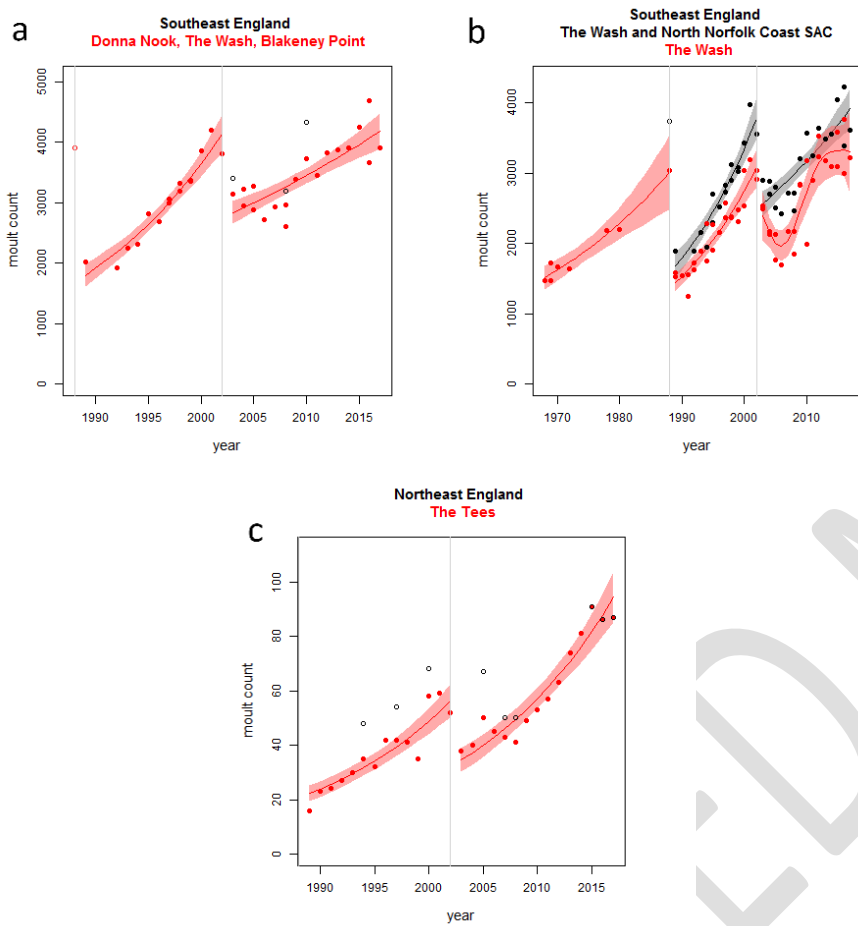 a
Southeast England
Donna Nook, The Wash, Blakeney Point
moult count
0
1000
2000
3000
4000
5000
1990
1995
2000
2005
2010
2015
year
b
Southeast England
The Wash and North Norfolk Coast SAC
The Wash
moult count
0
1000
2000
3000
4000
1970
1980
1990
2000
2010
year
c
Northeast England
The Tees
moult count
0
20
40
60
80
100
1990
1995
2000
2005
2010
2015
year